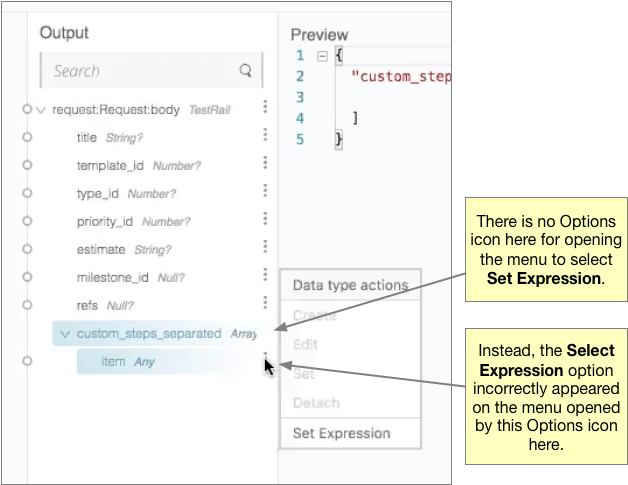 Output
Search
request:Request:body TestRail
title String?
template_id Number?
type_id Number?
priority_id Number?
estimate String?
milestone_id Null?
refs Null?
custom_steps_separated Array
item Any
Preview
1 {
2 "custom_step
3
4 ]
5 }
Data type actions
Create
Edit
Set
Detach
Set Expression
There is no Options
icon here for opening
the menu to select
Set Expression.
Instead, the Select
Expression option
incorrectly appeared
on the menu opened
by this Options icon
here.